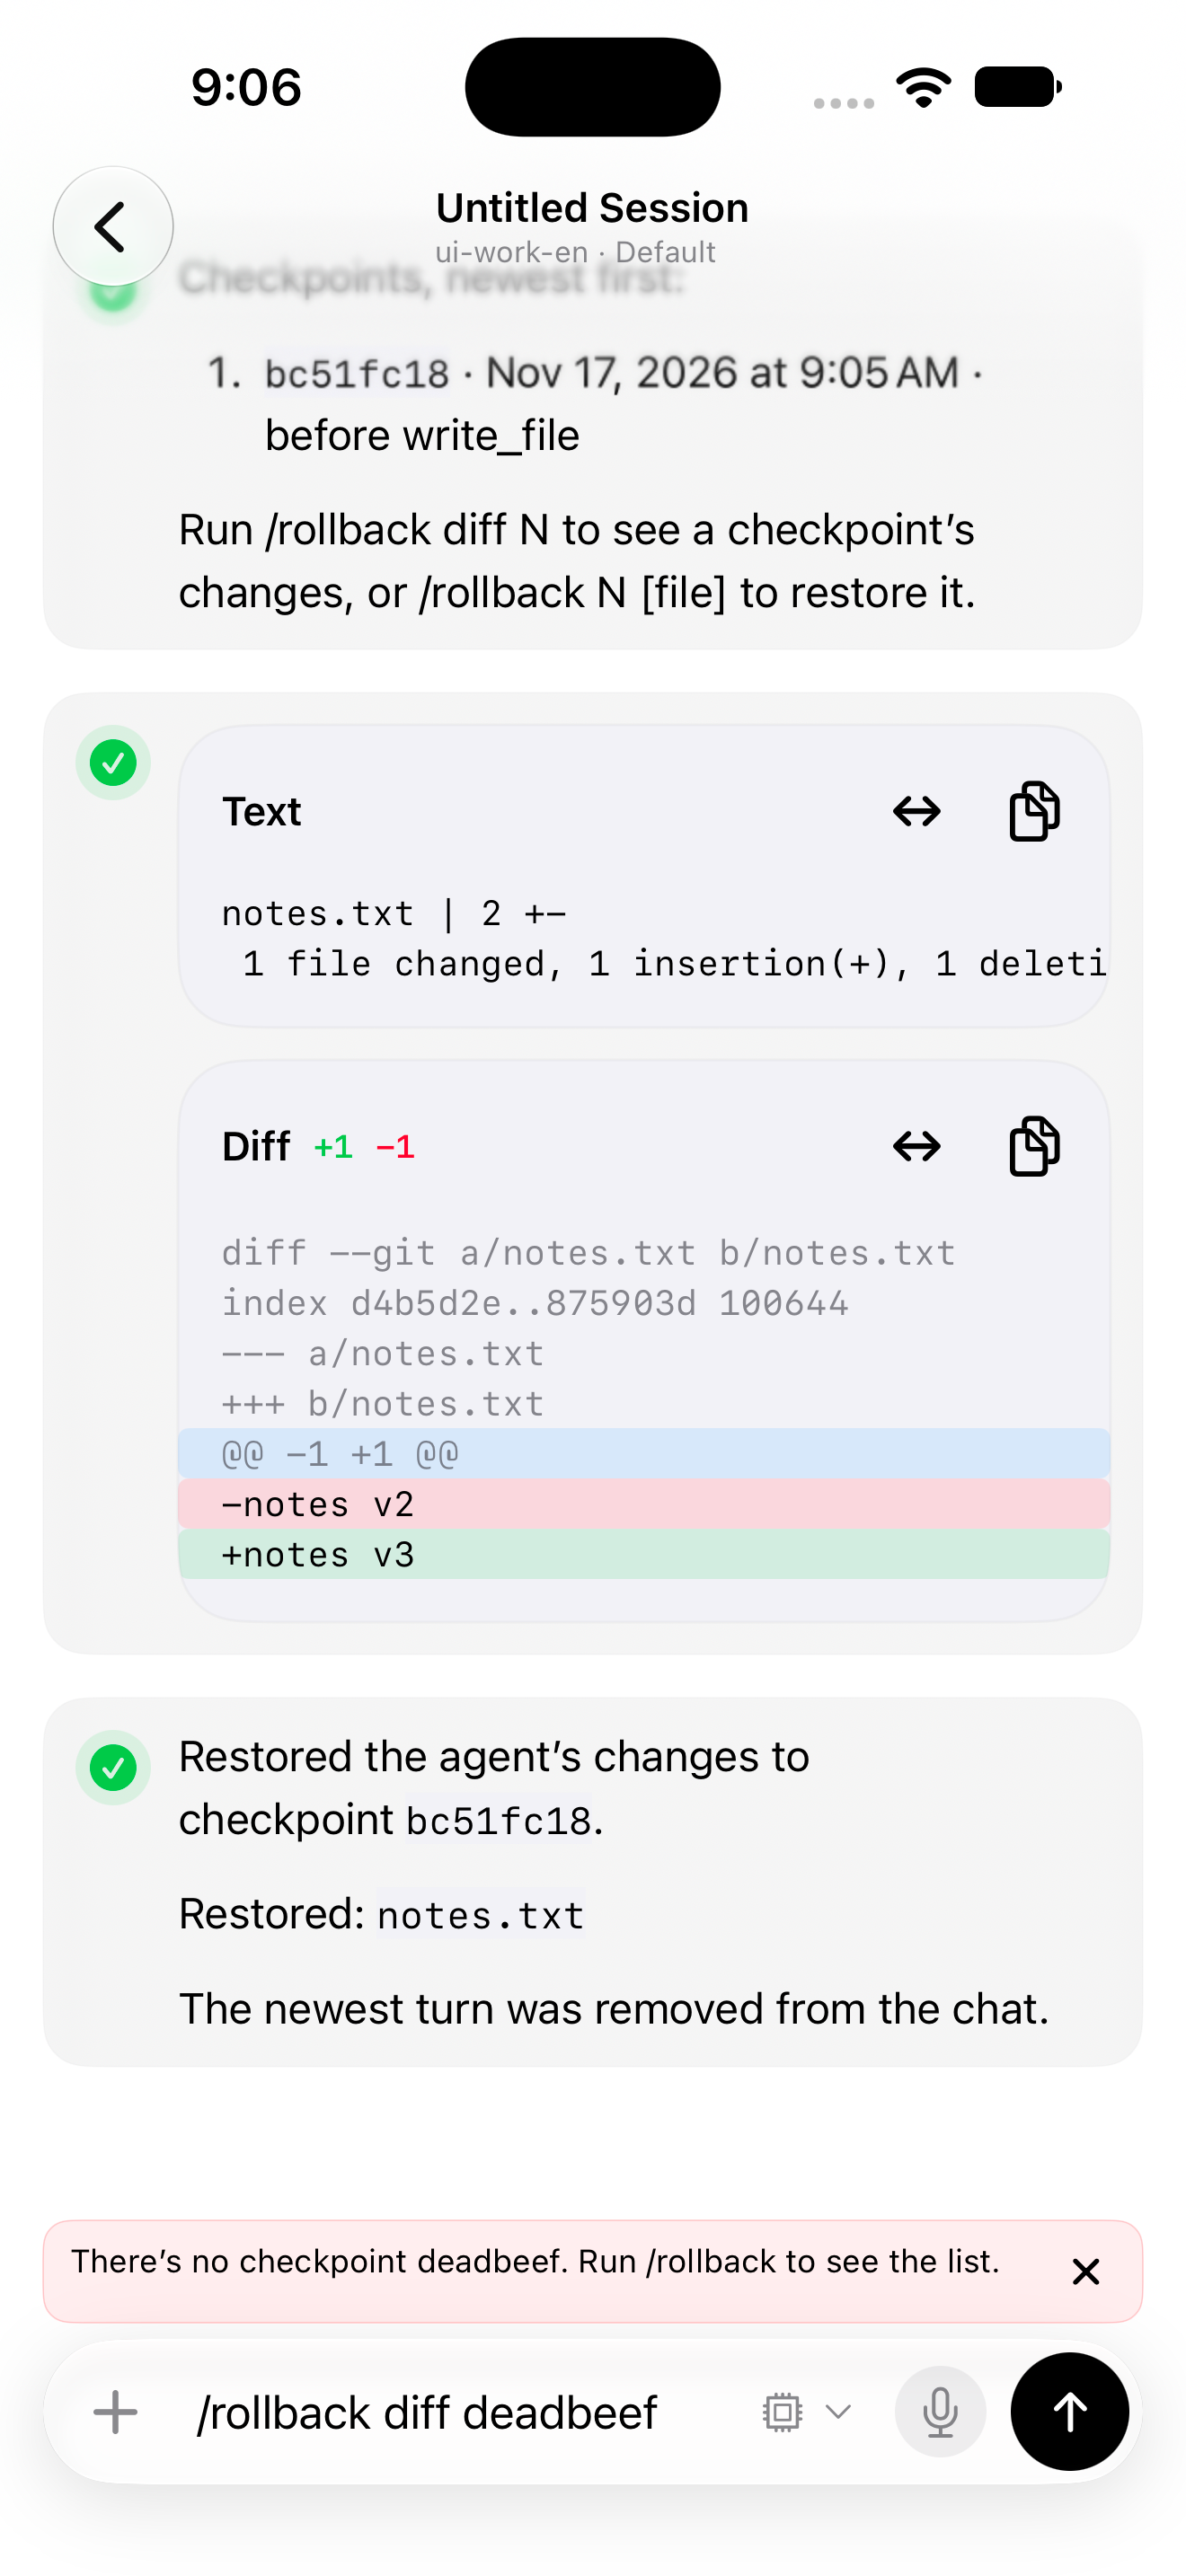 9:06
Untitled Session
ui-work-en · Default
Checkpoints, newest first:
1. bc51fc18 · Nov 17, 2026 at 9:05 AM ·
before write_file
Run /rollback diff N to see a checkpoint’s
changes, or /rollback N [file] to restore it.
Text
notes.txt | 2 +-
1 file changed, 1 insertion(+), 1 deleti
Diff +1 -1
diff --git a/notes.txt b/notes.txt
index d4b5d2e..875903d 100644
--- a/notes.txt
+++ b/notes.txt
@@ -1 +1 @@
-notes v2
+notes v3
Restored the agent’s changes to
checkpoint bc51fc18.
Restored: notes.txt
The newest turn was removed from the chat.
There’s no checkpoint deadbeef. Run /rollback to see the list.
/rollback diff deadbeef